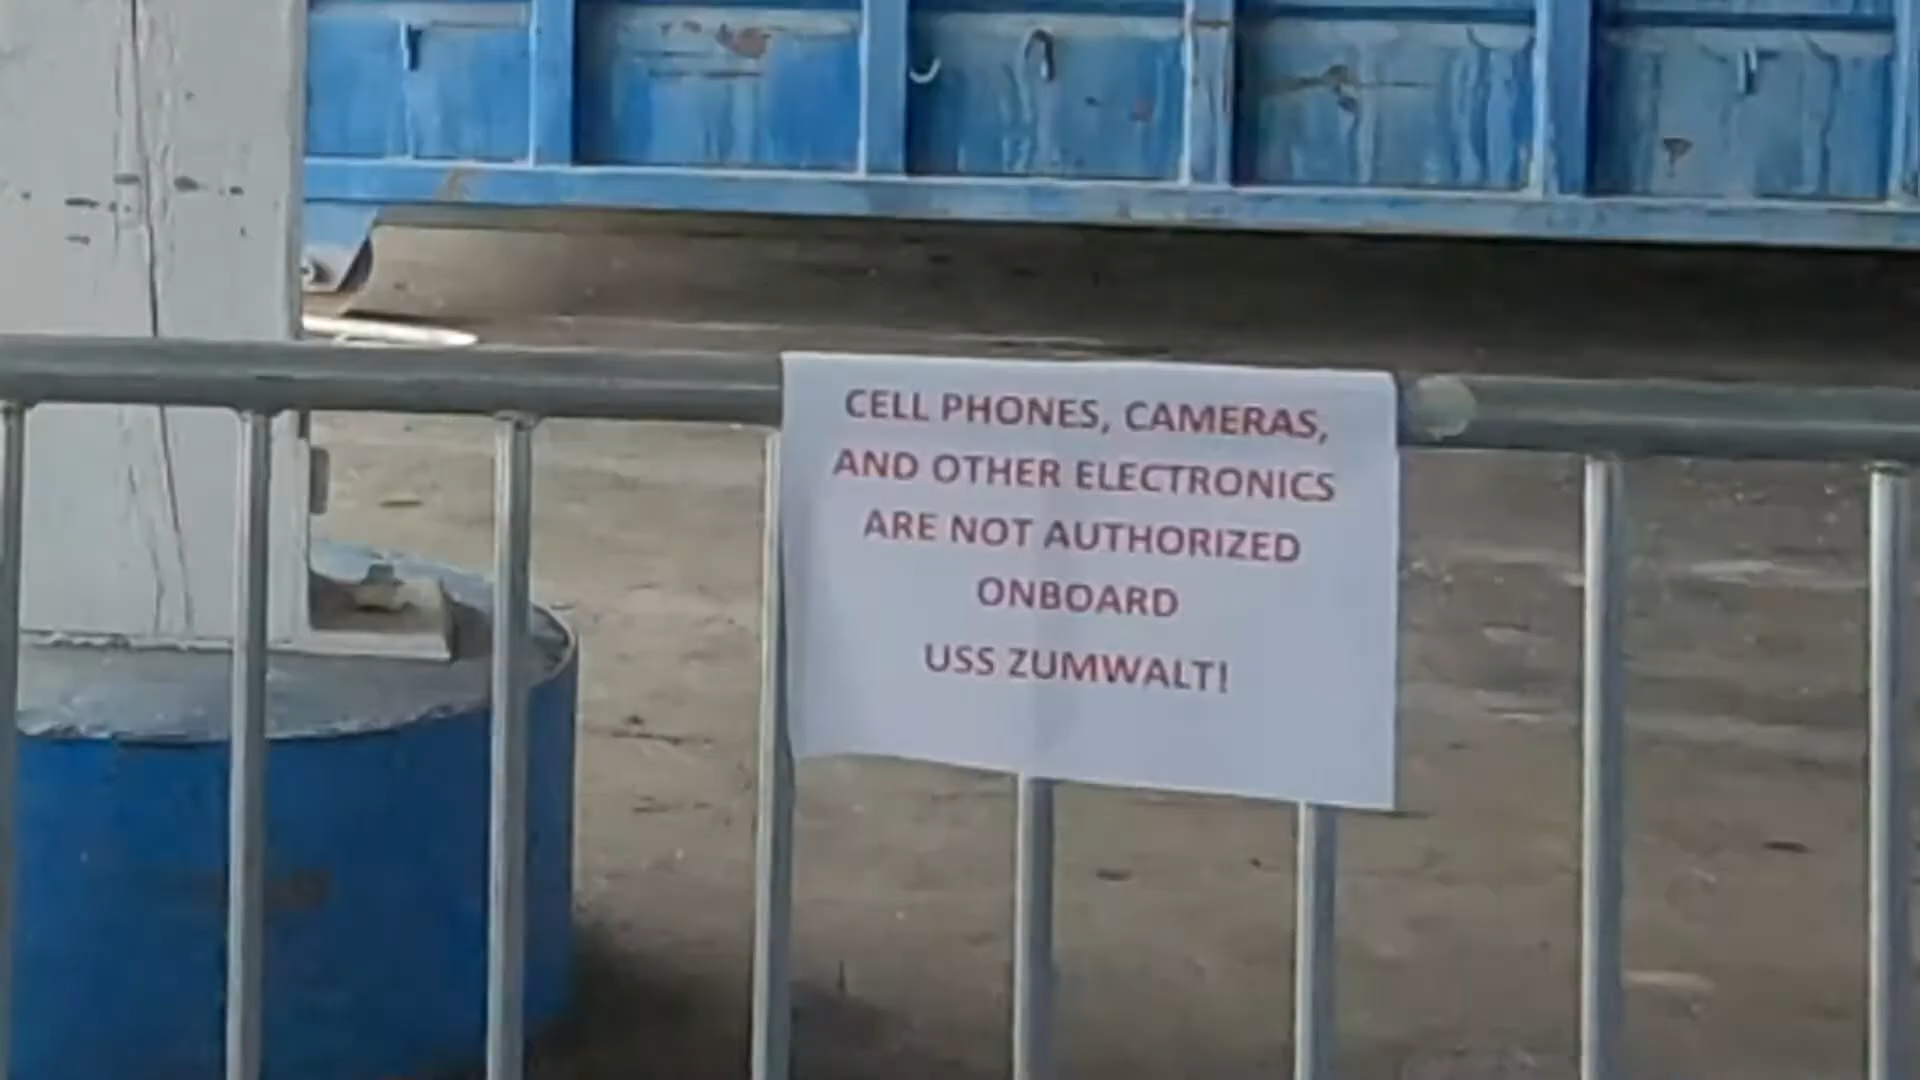 CELL PHONES, CAMERAS,
AND OTHER ELECTRONICS
ARE NOT AUTHORIZED
ONBOARD
USS ZUMWALT!